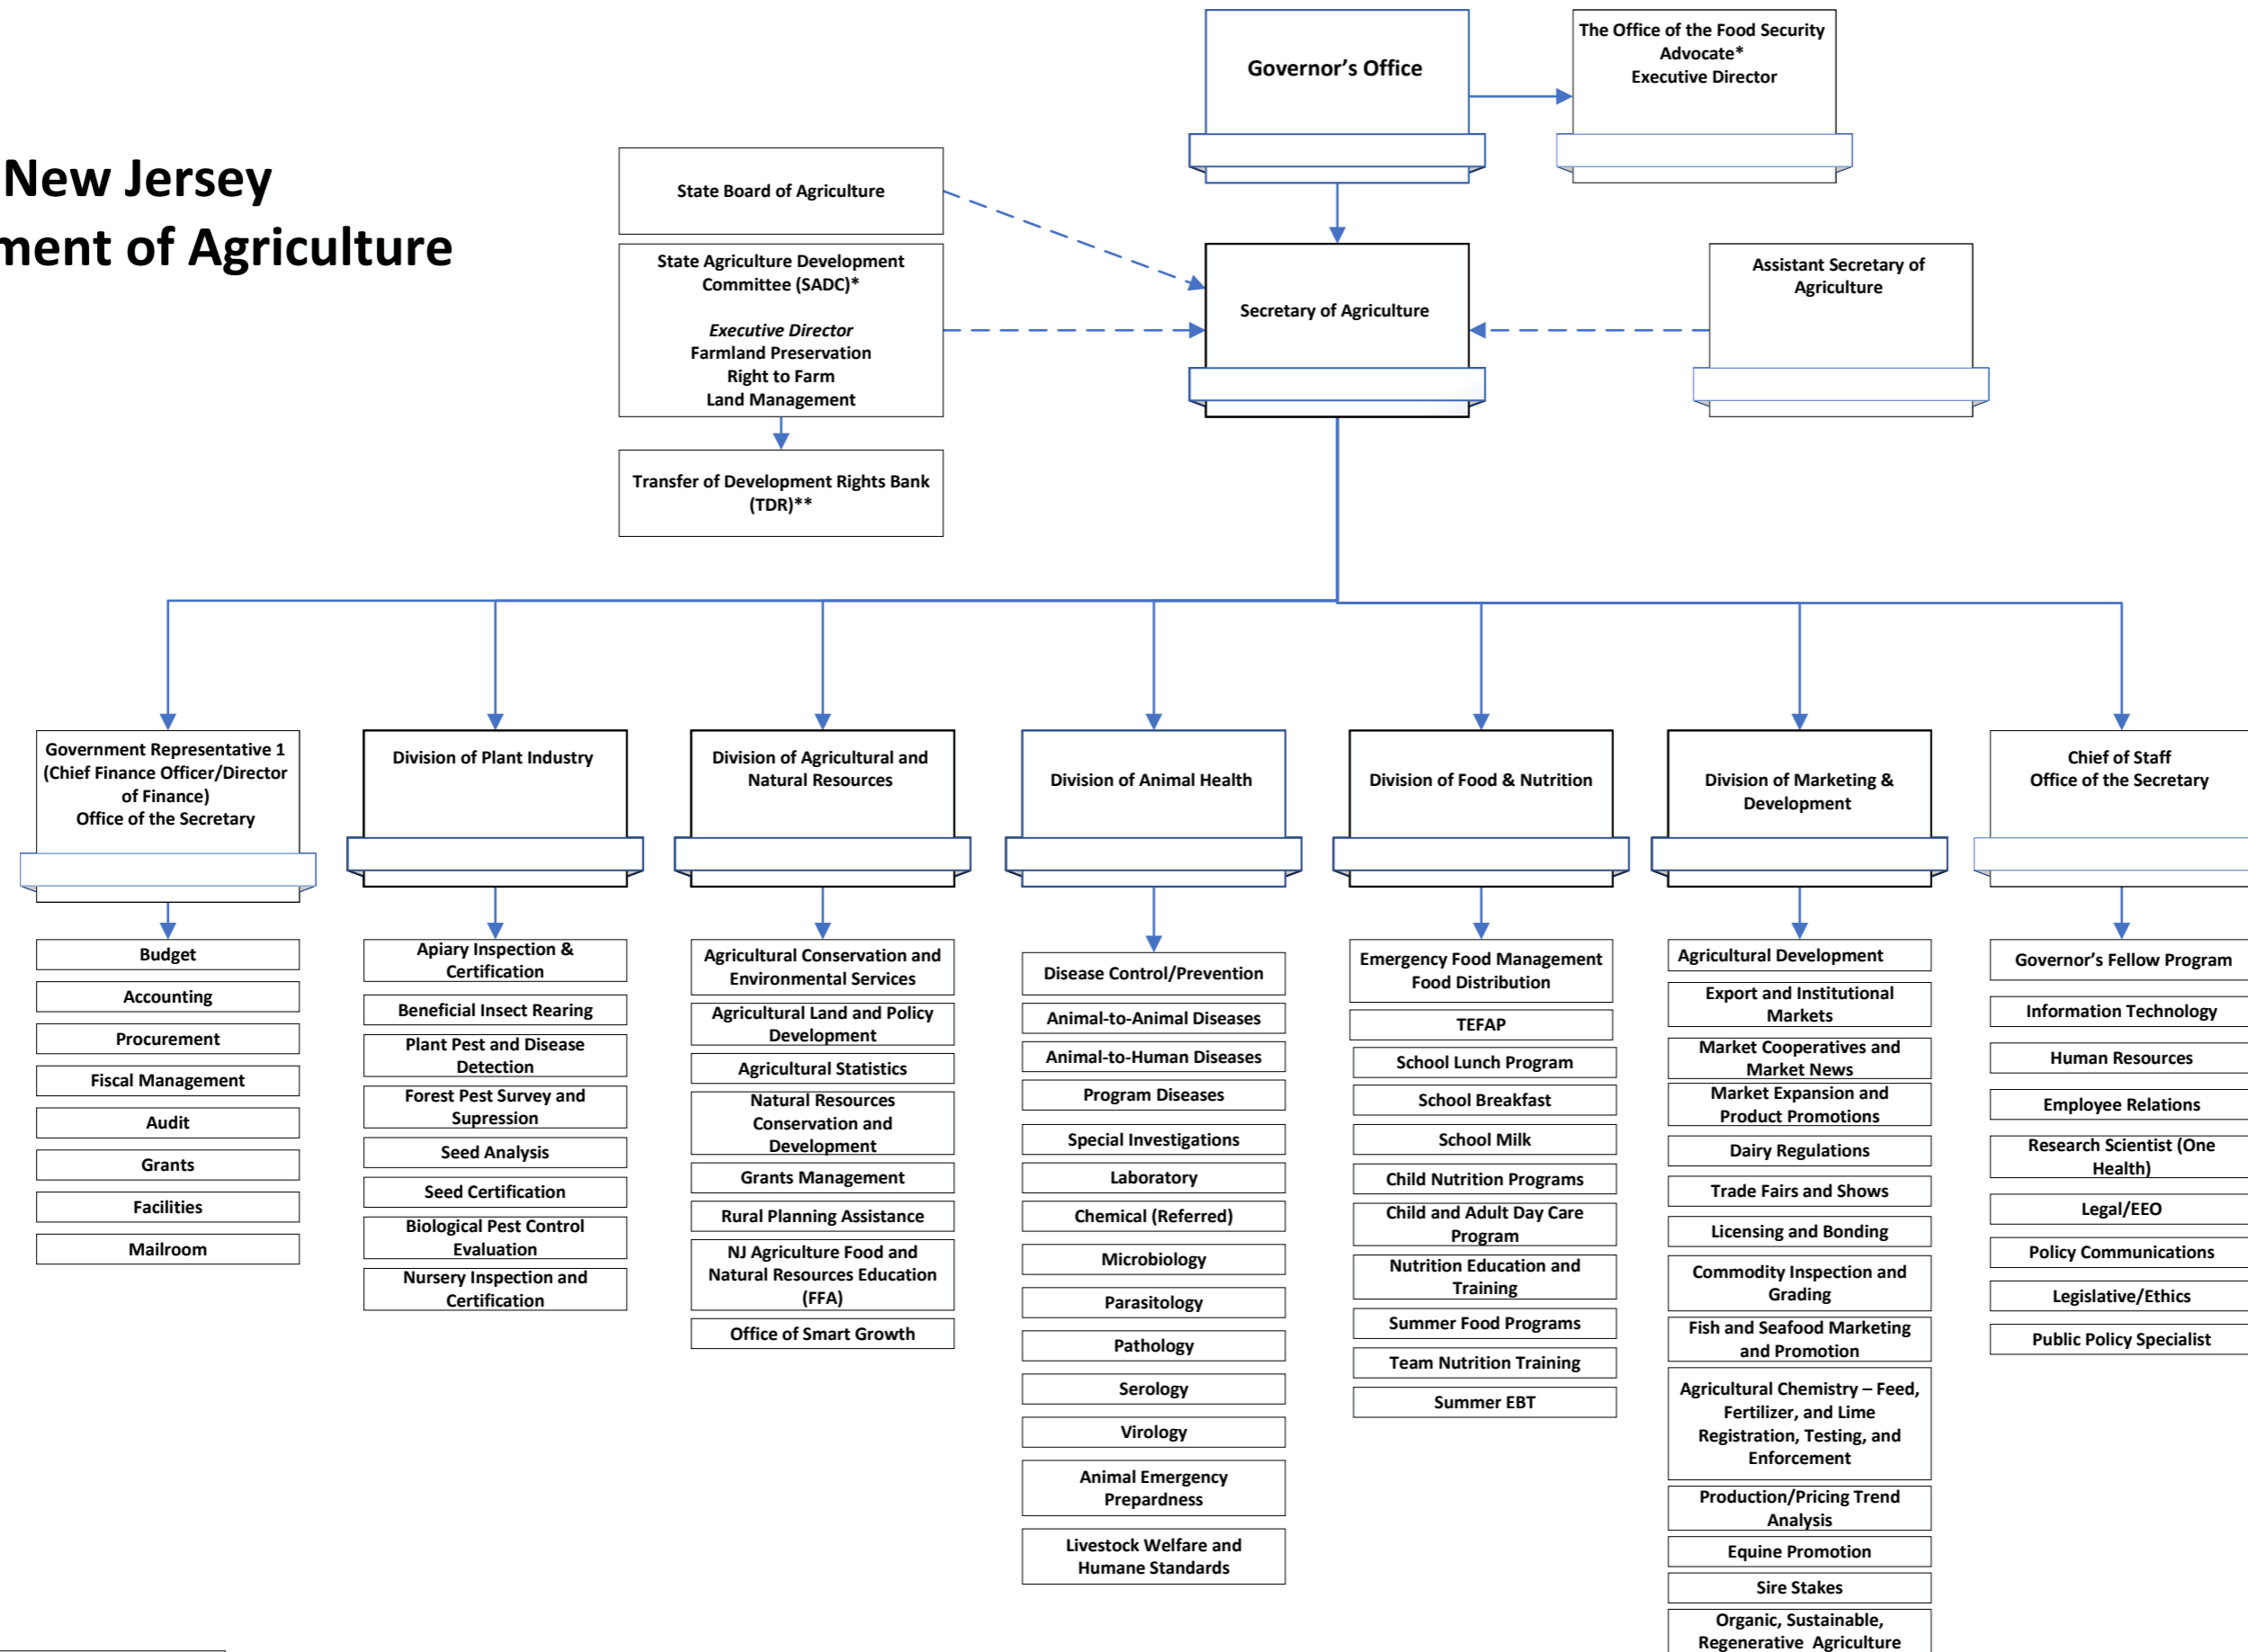 Governor's Office
The Office of the Food Security
Advocate*
Executive Director
New Jersey
ment of Agriculture
State Board of Agriculture
State Agriculture Development
Committee (SADC)*
Executive Director
Farmland Preservation
Right to Farm
Land Management
Transfer of Development Rights Bank
(TDR)**
Secretary of Agriculture
Assistant Secretary of
Agriculture
Government Representative 1
(Chief Finance Officer/Director
of Finance)
Office of the Secretary
Budget
Accounting
Procurement
Fiscal Management
Audit
Grants
Facilities
Mailroom
Division of Plant Industry
Apiary Inspection &
Certification
Beneficial Insect Rearing
Plant Pest and Disease
Detection
Forest Pest Survey and
Supression
Seed Analysis
Seed Certification
Biological Pest Control
Evaluation
Nursery Inspection and
Certification
Division of Agricultural and
Natural Resources
Agricultural Conservation and
Environmental Services
Agricultural Land and Policy
Development
Agricultural Statistics
Natural Resources
Conservation and
Development
Grants Management
Rural Planning Assistance
NJ Agriculture Food and
Natural Resources Education
(FFA)
Office of Smart Growth
Division of Animal Health
Disease Control/Prevention
Animal-to-Animal Diseases
Animal-to-Human Diseases
Program Diseases
Special Investigations
Laboratory
Chemical (Referred)
Microbiology
Parasitology
Pathology
Serology
Virology
Animal Emergency
Prepardness
Livestock Welfare and
Humane Standards
Division of Food & Nutrition
Emergency Food Management
Food Distribution
TEFAP
School Lunch Program
School Breakfast
School Milk
Child Nutrition Programs
Child and Adult Day Care
Program
Nutrition Education and
Training
Summer Food Programs
Team Nutrition Training
Summer EBT
Division of Marketing &
Development
Agricultural Development
Export and Institutional
Markets
Market Cooperatives and
Market News
Market Expansion and
Product Promotions
Dairy Regulations
Trade Fairs and Shows
Licensing and Bonding
Commodity Inspection and
Grading
Fish and Seafood Marketing
and Promotion
Agricultural Chemistry – Feed,
Fertilizer, and Lime
Registration, Testing, and
Enforcement
Production/Pricing Trend
Analysis
Equine Promotion
Sire Stakes
Organic, Sustainable,
Regenerative Agriculture
Chief of Staff
Office of the Secretary
Governor's Fellow Program
Information Technology
Human Resources
Employee Relations
Research Scientist (One
Health)
Legal/EEO
Policy Communications
Legislative/Ethics
Public Policy Specialist